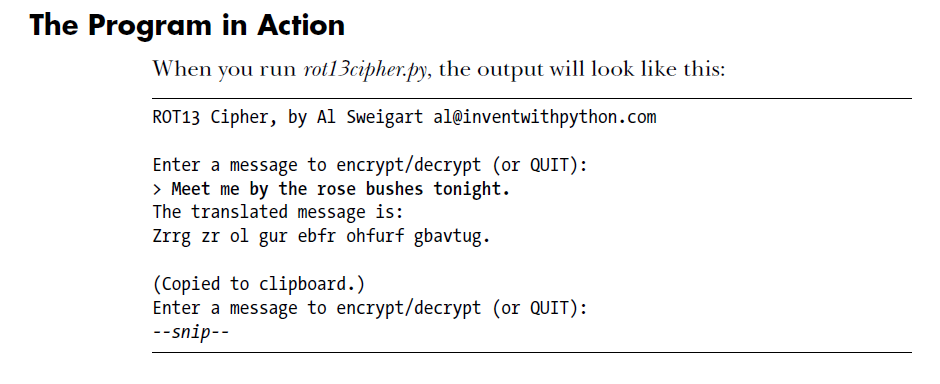 The Program in Action
When you run rot13cipher.py, the output will look like this:
ROT13 Cipher, by Al Sweigart al@inventwithpython.com
Enter a message to encrypt/decrypt (or QUIT):
> Meet me by the rose bushes tonight.
The translated message is:
Zrrg zr ol gur ebfr ohfurf gbavtug.
(Copied to clipboard.)
Enter a message to encrypt/decrypt (or QUIT):
--snip--